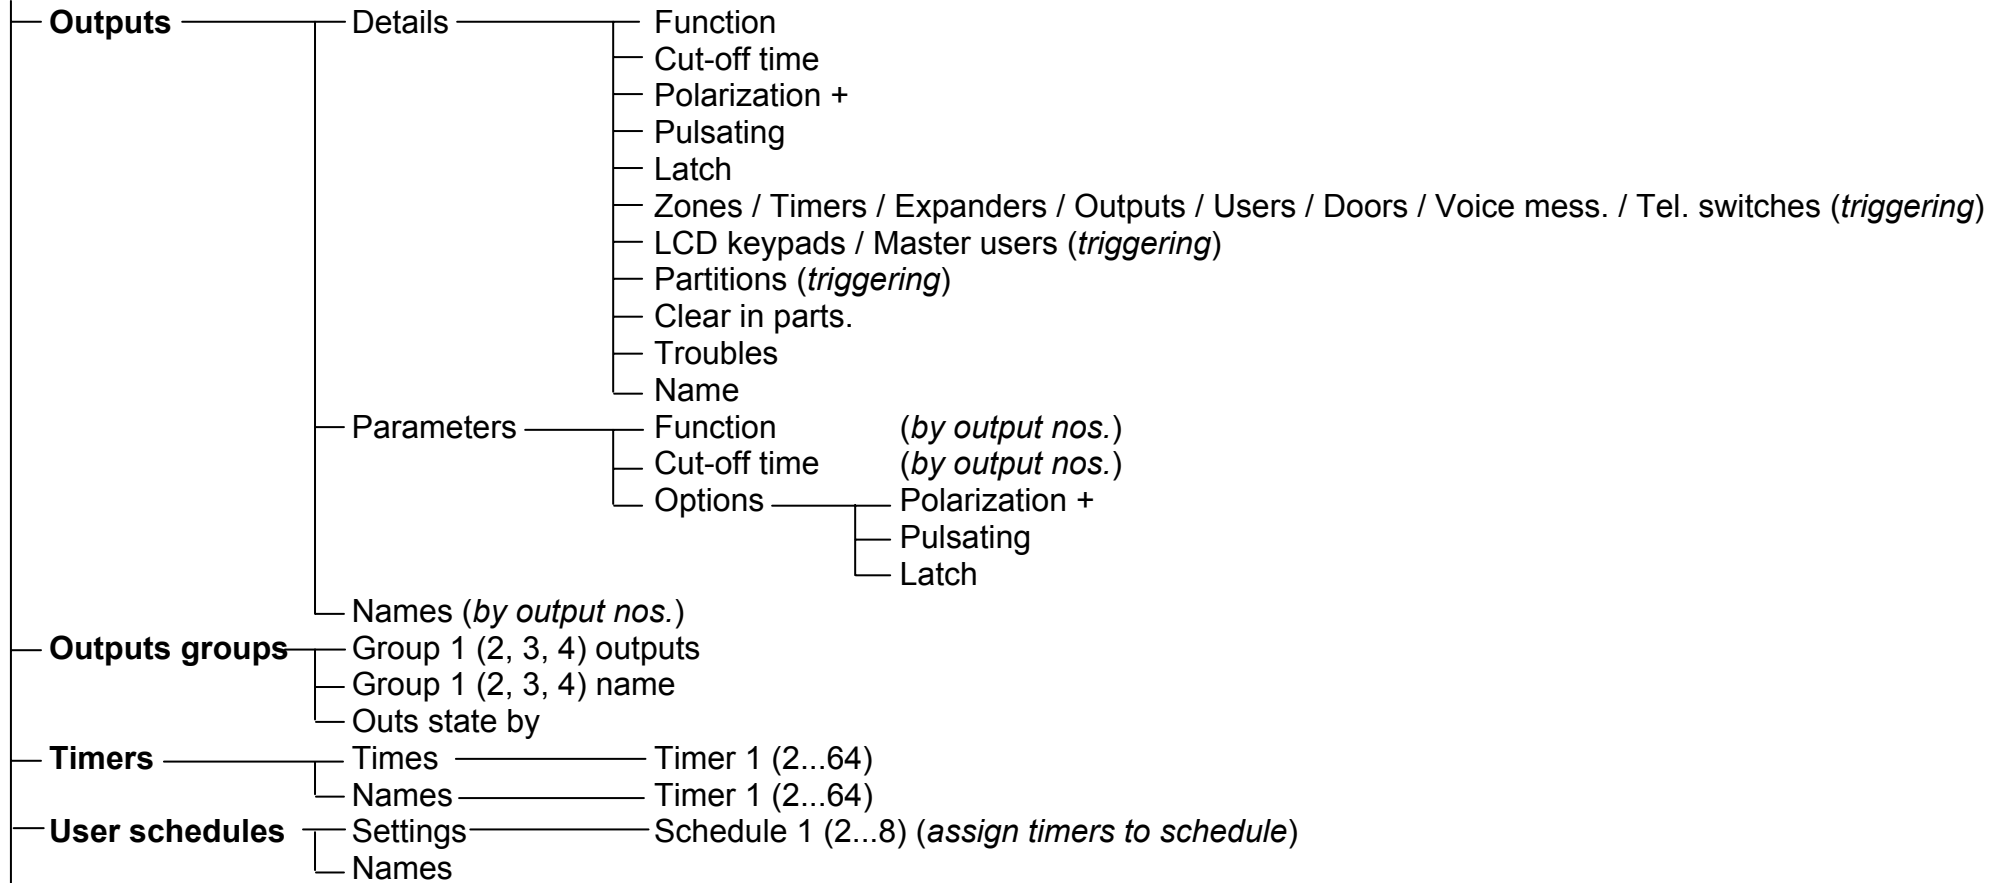 Outputs Details Function
Cut-off time
Polarization +
Pulsating
Latch
Zones / Timers / Expanders / Outputs / Users / Doors / Voice mess. / Tel. switches (triggering)
LCD keypads / Master users (triggering)
Partitions (triggering)
Clear in parts.
Troubles
Name
Parameters Function (by output nos.)
Cut-off time (by output nos.)
Options Polarization +
Pulsating
Latch
Names (by output nos.)
Outputs groups Group 1 (2, 3, 4) outputs
Group 1 (2, 3, 4) name
Outs state by
Timers Times Timer 1 (2...64)
Names Timer 1 (2...64)
User schedules Settings Schedule 1 (2...8) (assign timers to schedule)
Names